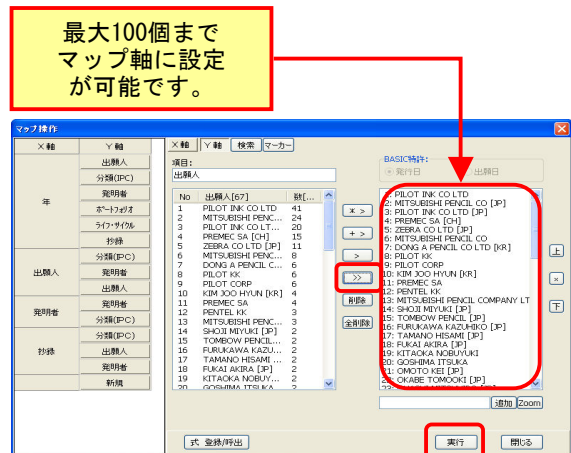 最大100個まで
マップ軸に設定
が可能です。
マップ操作
X 軸 Y 軸
年
出願人
分類(IPC)
発明者
ポートフォリオ
ライフ・サイクル
抄録
出願人
分類(IPC)
発明者
出願人
発明者
発明者
分類(IPC)
抄録
分類(IPC)
出願人
発明者
新規
X 軸 Y 軸 検索 マーカー
項目:
出願人
No 出願人[67] 数[...
1 PILOT INK CO LTD 41
2 MITSUBISHI PENC... 24
3 PILOT INK CO LT... 20
4 PREMEC SA [CH] 15
5 ZEBRA CO LTD [JP] 11
6 MITSUBISHI PENC... 8
7 DONG A PENCIL C... 6
8 PILOT KK 6
9 PILOT CORP 6
10 KIM JOO HYUN [KR] 4
11 PREMEC SA 4
12 PENTEL KK 3
13 MITSUBISHI PENC... 3
14 SHOJI MIYUKI [JP] 2
15 TOMBOW PENCIL... 2
16 FURUKAWA KAZU... 2
17 TAMANO HISAMI ... 2
18 FUKAI AKIRA [JP] 2
19 KITAOKA NOBUY... 2
20 GOSHIMA ITSUKA 2
* >
+ >
>
>>
削除
全削除
BASIC特許:
発行日 出願日
1: PILOT INK CO LTD
2: MITSUBISHI PENCIL CO [JP]
3: PILOT INK CO LTD [JP]
4: PREMEC SA [CH]
5: ZEBRA CO LTD [JP]
6: MITSUBISHI PENCIL CO
7: DONG A PENCIL CO LTD [KR]
8: PILOT KK
9: PILOT CORP
10: KIM JOO HYUN [KR]
11: PREMEC SA
12: PENTEL KK
13: MITSUBISHI PENCIL COMPANY LT
14: SHOJI MIYUKI [JP]
15: TOMBOW PENCIL [JP]
16: FURUKAWA KAZUHIKO [JP]
17: TAMANO HISAMI [JP]
18: FUKAI AKIRA [JP]
19: KITAOKA NOBUYUKI
20: GOSHIMA ITSUKA
21: OMOTO KEI [JP]
22: OKABE TOMOOKI [JP]
上
×
下
追加 Zoom
式 登録/呼出
実行 閉じる